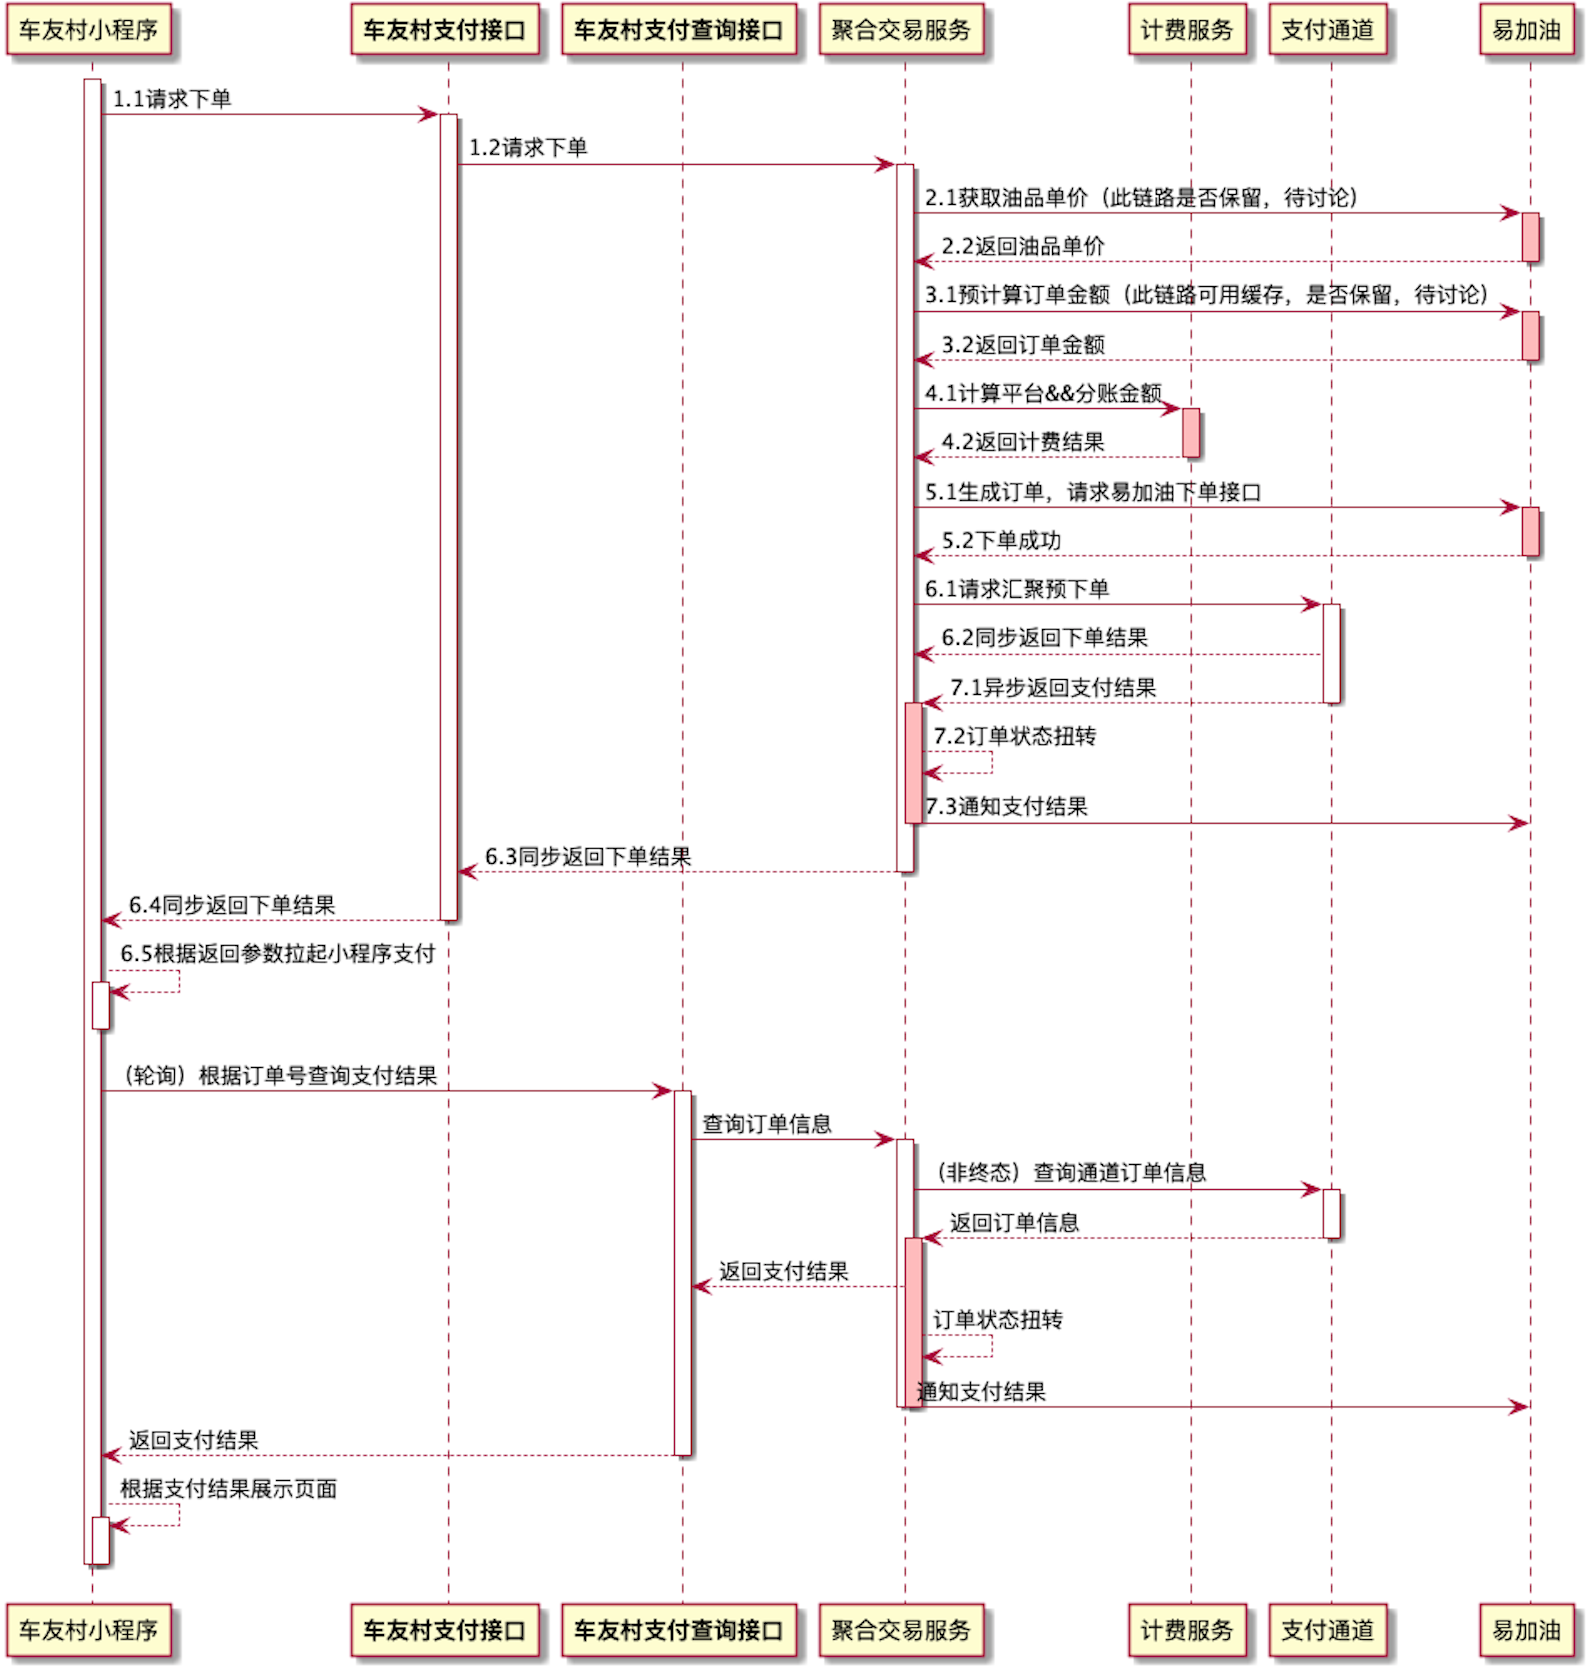 车友村小程序
车友村支付接口
车友村支付查询接口
聚合交易服务
计费服务
支付通道
易加油
1.1请求下单
1.2请求下单
2.1获取油品单价（此链路是否保留，待讨论）
2.2返回油品单价
3.1预计算订单金额（此链路可用缓存，是否保留，待讨论）
3.2返回订单金额
4.1计算平台&&分账金额
4.2返回计费结果
5.1生成订单，请求易加油下单接口
5.2下单成功
6.1请求汇聚预下单
6.2同步返回下单结果
7.1异步返回支付结果
7.2订单状态扭转
7.3通知支付结果
6.3同步返回下单结果
6.4同步返回下单结果
6.5根据返回参数拉起小程序支付
（轮询）根据订单号查询支付结果
查询订单信息
（非终态）查询通道订单信息
返回订单信息
返回支付结果
订单状态扭转
通知支付结果
返回支付结果
根据支付结果展示页面
车友村小程序
车友村支付接口
车友村支付查询接口
聚合交易服务
计费服务
支付通道
易加油